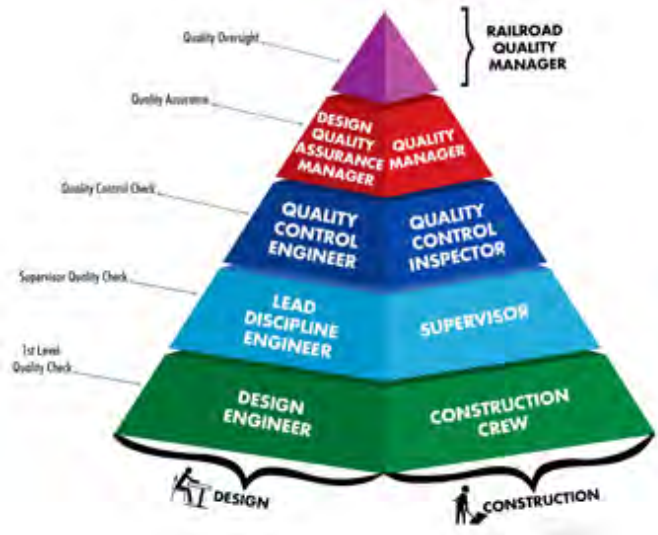 Quality Oversight
RAILROAD
QUALITY
MANAGER
Quality Assurance
DESIGN
QUALITY
ASSURANCE
MANAGER
QUALITY
MANAGER
Quality Control Check
QUALITY
CONTROL
ENGINEER
QUALITY
CONTROL
INSPECTOR
Supervisor Quality Check
LEAD
DISCIPLINE
ENGINEER
SUPERVISOR
1st Level
Quality Check
DESIGN
ENGINEER
CONSTRUCTION
CREW
DESIGN
CONSTRUCTION